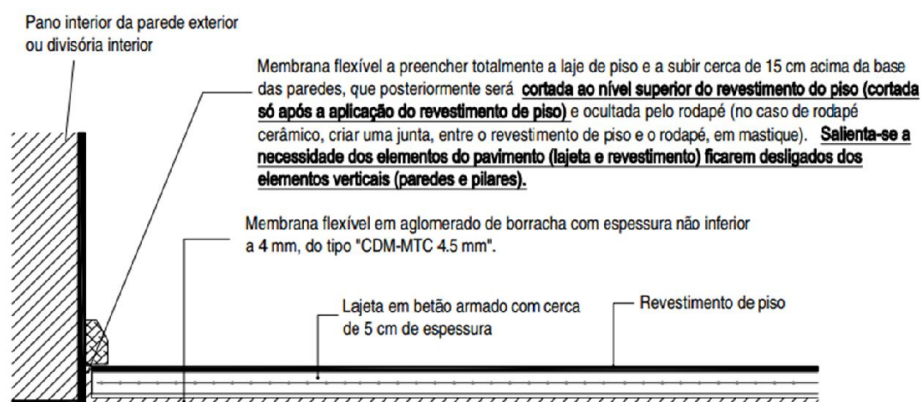 Pano interior da parede exterior
ou divisória interior
Membrana flexível a preencher totalmente a laje de piso e a subir cerca de 15 cm acima da base
das paredes, que posteriormente será cortada ao nível superior do revestimento do piso (cortada
só após a aplicação do revestimento de piso) e ocultada pelo rodapé (no caso de rodapé
cerâmico, criar uma junta, entre o revestimento de piso e o rodapé, em mastique). Salienta-se a
necessidade dos elementos do pavimento (lajeta e revestimento) ficarem desligados dos
elementos verticais (paredes e pilares).
Membrana flexível em aglomerado de borracha com espessura não inferior
a 4 mm, do tipo "CDM-MTC 4.5 mm".
Lajeta em betão armado com cerca
de 5 cm de espessura
Revestimento de piso